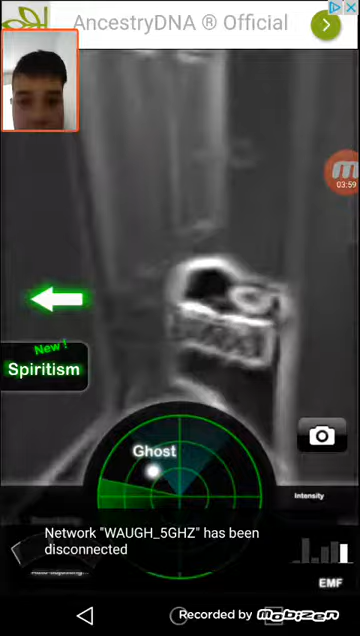 AncestryDNA ® Official
03:59
New!
Spiritism
Ghost
Intensity
Network "WAUGH_5GHZ" has been
disconnected
EMF
Recorded by mobizen